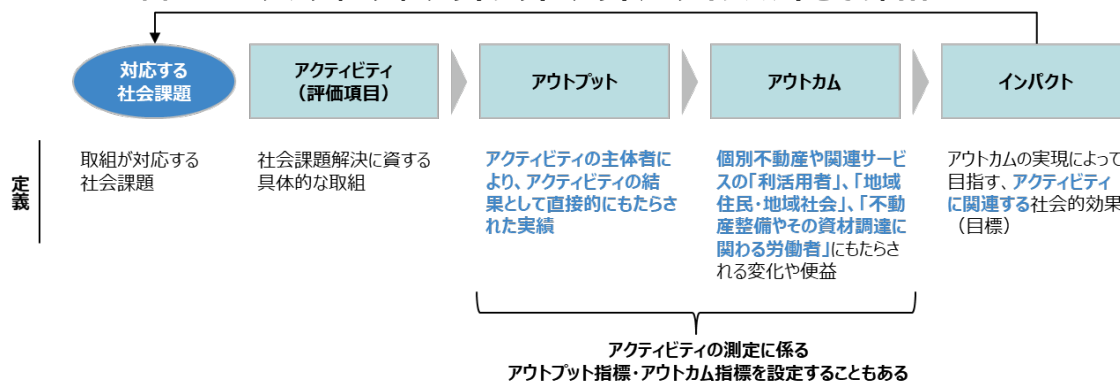 対応する
社会課題
アクティビティ
（評価項目）
アウトプット
アウトカム
インパクト
定義
取組が対応する
社会課題
社会課題解決に資する
具体的な取組
アクティビティの主体者に
より、アクティビティの結
果として直接的にもたらさ
れた実績
個別不動産や関連サービ
スの「利活用者」、「地域
住民・地域社会」、「不動
産整備やその資材調達に
関わる労働者」にもたらさ
れる変化や便益
アウトカムの実現によって
目指す、アクティビティ
に関連する社会的効果
（目標）
アクティビティの測定に係る
アウトプット指標・アウトカム指標を設定することもある